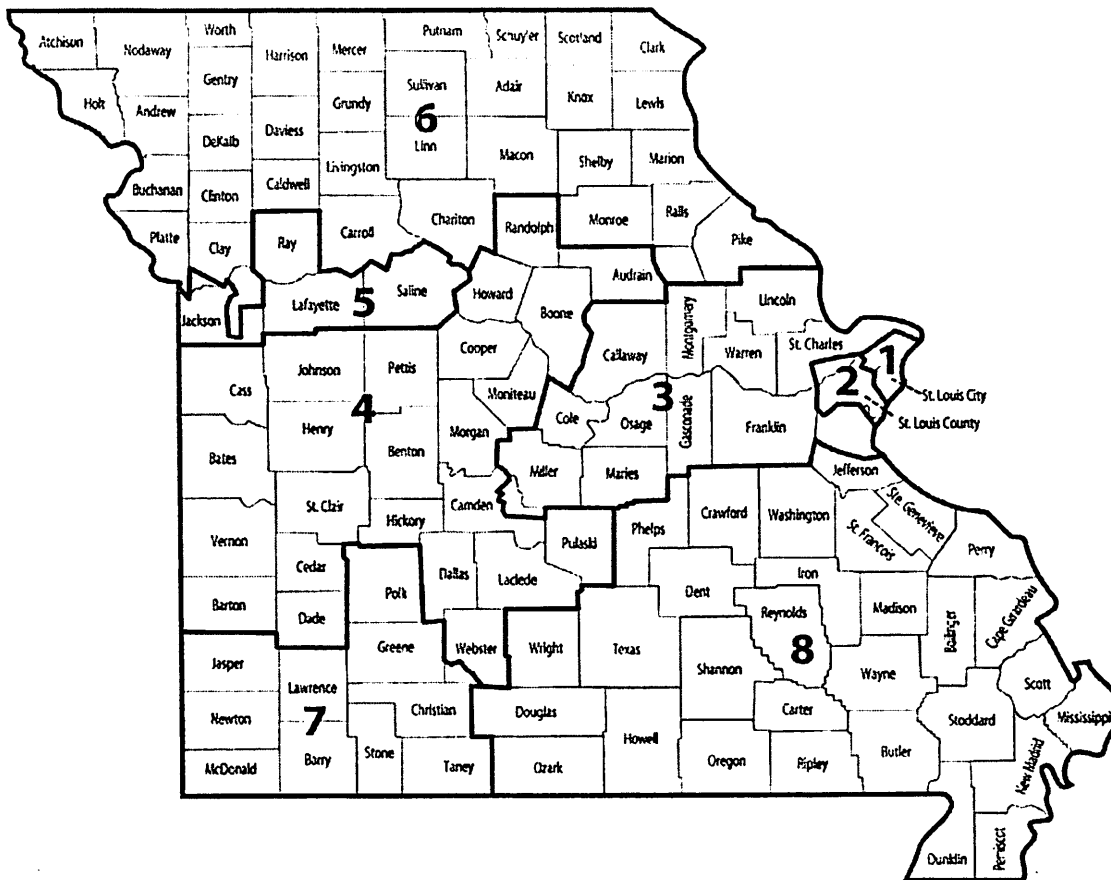 Atchison
Nodaway
Worth
Harrison
Mercer
Putnam
Schuyler
Scotland
Clark
Gentry
Sullivan
Adair
Knox
Lewis
Holt
Andrew
DeKalb
Daviess
Grundy
6
Linn
Macon
Shelby
Marion
Buchanan
Clinton
Caldwell
Livingston
Chariton
Randolph
Monroe
Ralls
Pike
Platte
Clay
Ray
Carroll
Audrain
Jackson
Lafayette
5
Saline
Howard
Boone
Callaway
Montgomery
Lincoln
Warren
St. Charles
1
2
St. Louis City
St. Louis County
Cass
Johnson
Pettis
Cooper
Moniteau
4
3
Cole
Osage
Gasconade
Franklin
Henry
Morgan
Bates
Benton
Miller
Maries
Jefferson
St. Clair
Camden
Hickory
Pulaski
Phelps
Crawford
Washington
Ste. Genevieve
St. Francois
Perry
Vernon
Cedar
Dallas
Laclede
Dent
Iron
Barton
Dade
Polk
Reynolds
Madison
Bollinger
Cape Girardeau
Jasper
Greene
Webster
Wright
Texas
Shannon
8
Wayne
Scott
Lawrence
7
Newton
Christian
Douglas
Carter
Stoddard
Mississippi
McDonald
Barry
Stone
Taney
Ozark
Howell
Oregon
Ripley
Butler
New Madrid
Dunklin
Pemiscot